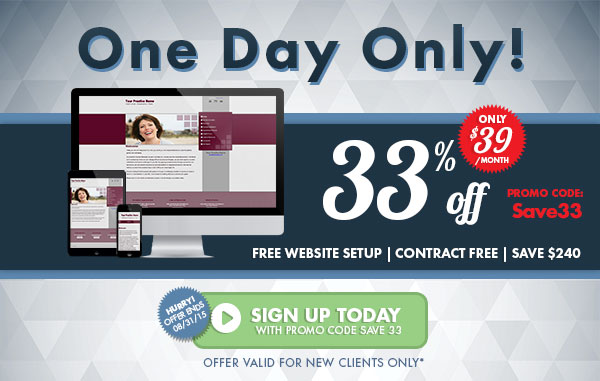 One Day Only!
Your Practice Name
ONLY
$39
/MONTH
33% off
PROMO CODE:
Save33
FREE WEBSITE SETUP | CONTRACT FREE | SAVE $240
HURRY!
OFFER ENDS
08/31/15
SIGN UP TODAY
WITH PROMO CODE SAVE 33
OFFER VALID FOR NEW CLIENTS ONLY*